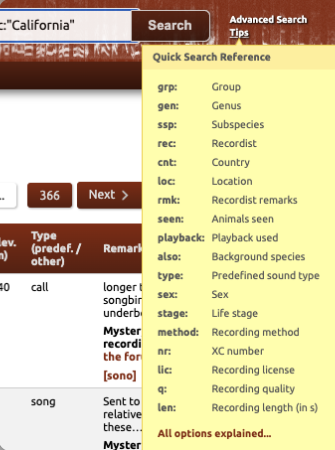 c:"California"
Search
Advanced Search
Tips
Quick Search Reference
grp: Group
gen: Genus
ssp: Subspecies
rec: Recordist
cnt: Country
loc: Location
rmk: Recordist remarks
seen: Animals seen
playback: Playback used
also: Background species
type: Predefined sound type
sex: Sex
stage: Life stage
method: Recording method
nr: XC number
lic: Recording license
q: Recording quality
len: Recording length (in s)
All options explained...
.. 366 Next >
lev. Type Remark
) (predef. /
other)
40 call longer t
songbir
underbe
Myster
recordi
the for
[sono]
song Sent to
relative
these...
Myster